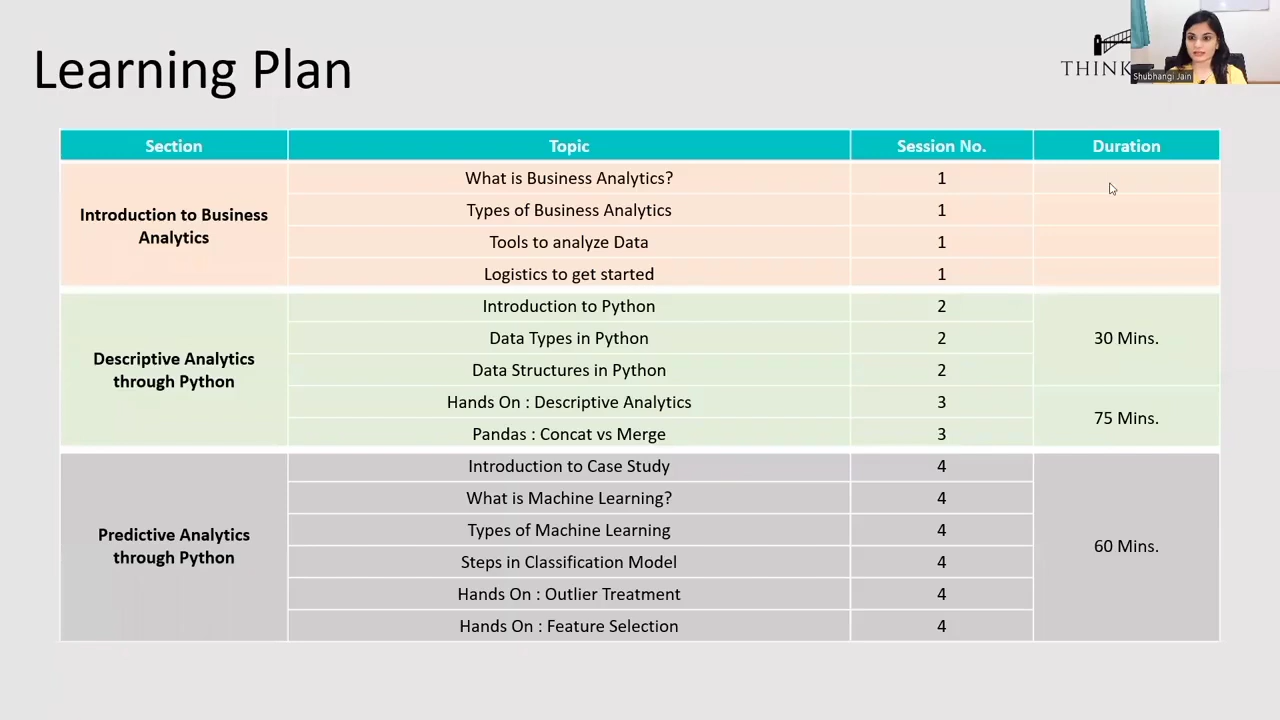 Learning Plan
THINK
Shubhangi Jain
Section Topic Session No. Duration
Introduction to Business Analytics
What is Business Analytics? 1
Types of Business Analytics 1
Tools to analyze Data 1
Logistics to get started 1
Descriptive Analytics through Python
Introduction to Python 2 30 Mins.
Data Types in Python 2
Data Structures in Python 2
Hands On : Descriptive Analytics 3 75 Mins.
Pandas : Concat vs Merge 3
Predictive Analytics through Python
Introduction to Case Study 4 60 Mins.
What is Machine Learning? 4
Types of Machine Learning 4
Steps in Classification Model 4
Hands On : Outlier Treatment 4
Hands On : Feature Selection 4